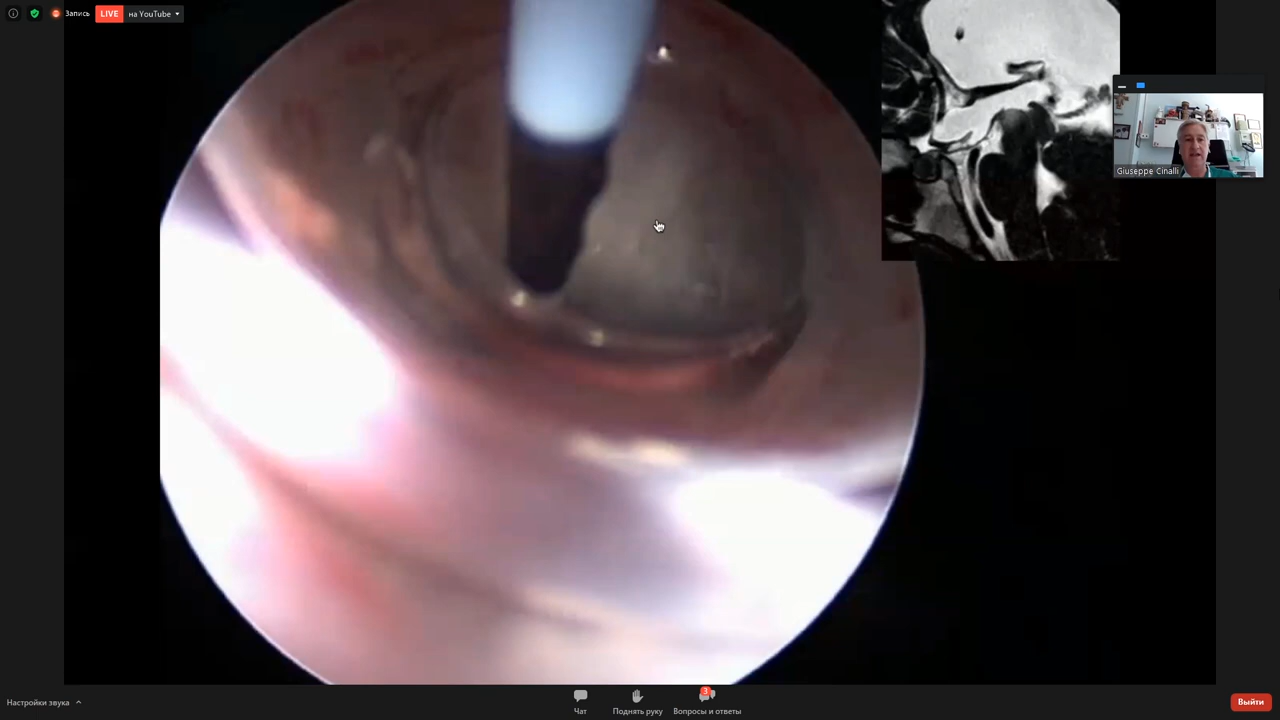 Запись
LIVE
на YouTube
Giuseppe Cinalli
Настройки звука
Чат
Поднять руку
3
Вопросы и ответы
Выйти